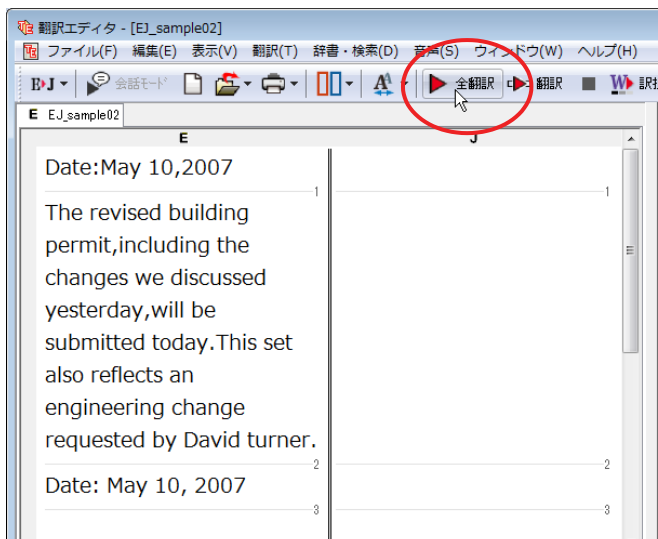 翻訳エディタ - [EJ_sample02]
ファイル(F) 編集(E) 表示(V) 翻訳(T) 辞書・検索(D) 音声(S) ウィンドウ(W) ヘルプ(H)
E›J 会話モード A 全翻訳 翻訳 W 訳振
E EJ_sample02
E J
Date:May 10,2007
1 1
The revised building
permit,including the
changes we discussed
yesterday,will be
submitted today.This set
also reflects an
engineering change
requested by David turner.
2 2
Date: May 10, 2007
3 3